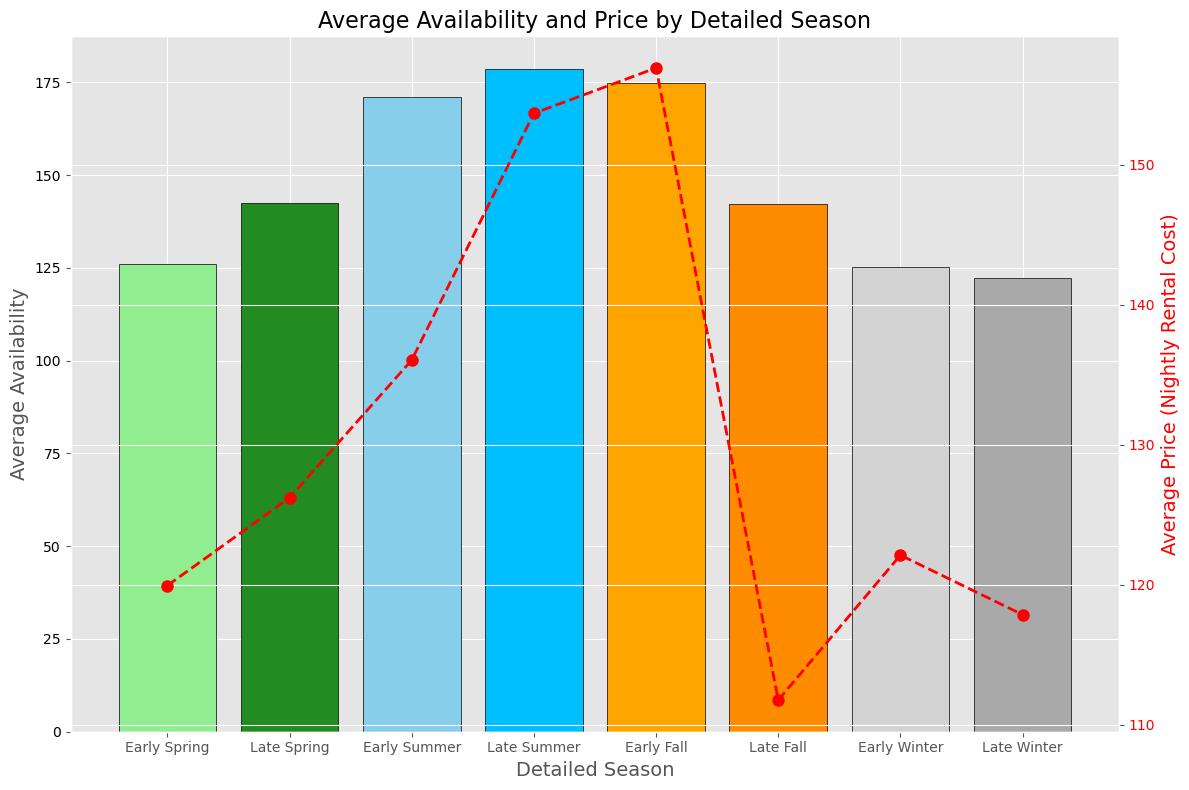 Average Availability and Price by Detailed Season
Average Availability
175
150
125
100
75
50
25
0
150
140
130
120
110
Average Price (Nightly Rental Cost)
Early Spring Late Spring Early Summer Late Summer Early Fall Late Fall Early Winter Late Winter
Detailed Season